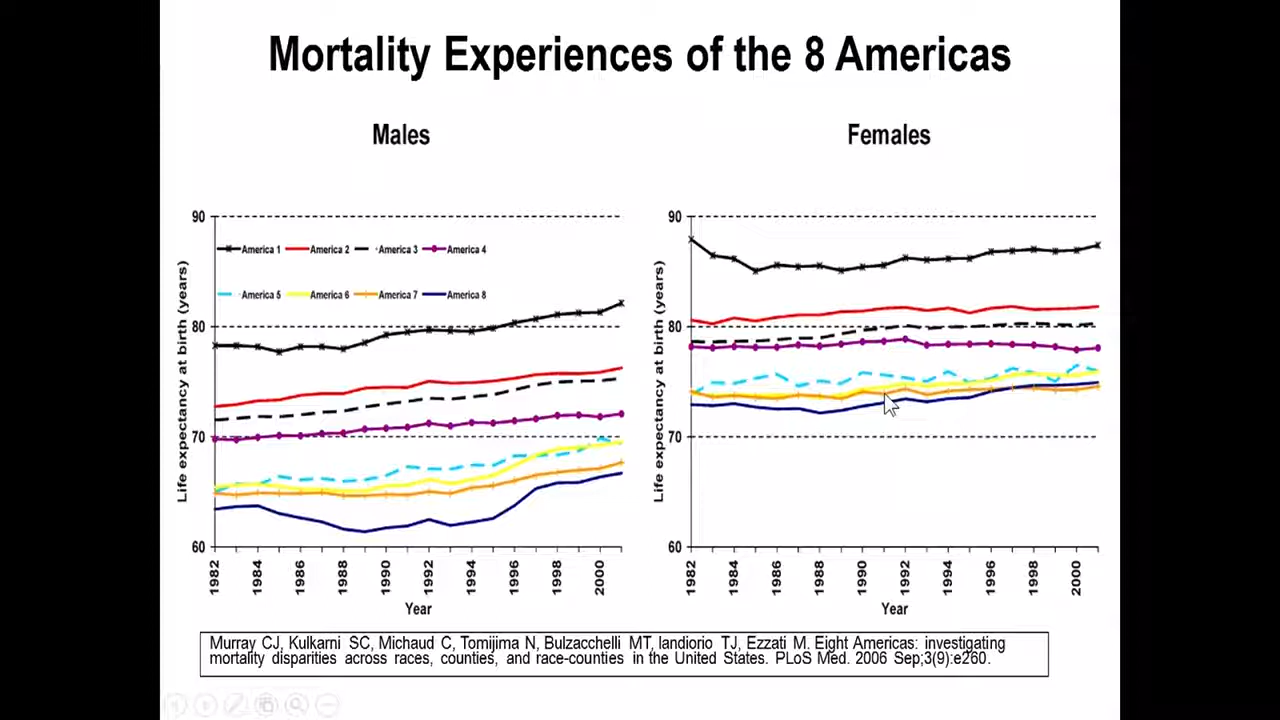 Mortality Experiences of the 8 Americas
Males
Females
90
80
70
60
Life expectancy at birth (years)
America 1 America 2 America 3 America 4
America 5 America 6 America 7 America 8
1982 1984 1986 1988 1990 1992 1994 1996 1998 2000
Year
90
80
70
60
Life expectancy at birth (years)
1982 1984 1986 1988 1990 1992 1994 1996 1998 2000
Year
Murray CJ, Kulkarni SC, Michaud C, Tomijima N, Bulzacchelli MT, Iandiorio TJ, Ezzati M. Eight Americas: investigating
mortality disparities across races, counties, and race-counties in the United States. PLoS Med. 2006 Sep;3(9):e260.